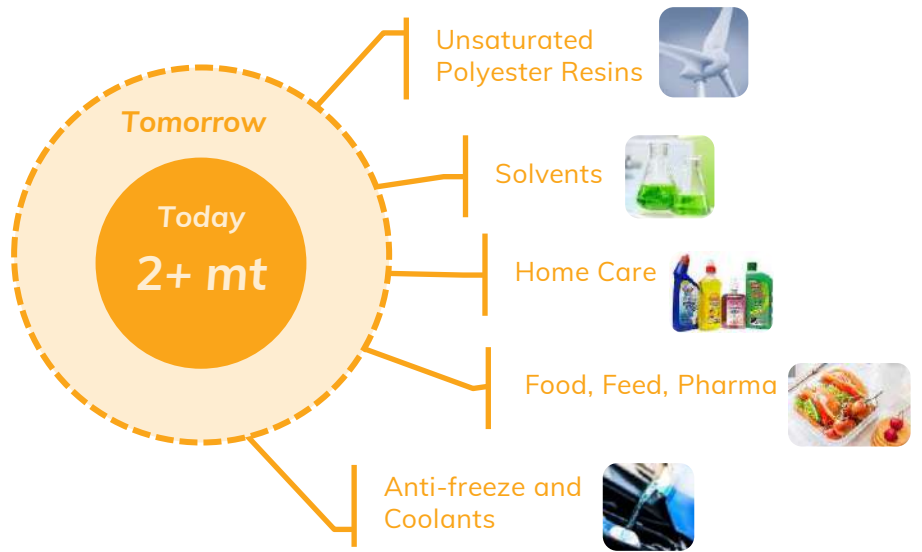 Tomorrow
Today
2+ mt
Unsaturated
Polyester Resins
Solvents
Home Care
Food, Feed, Pharma
Anti-freeze and
Coolants